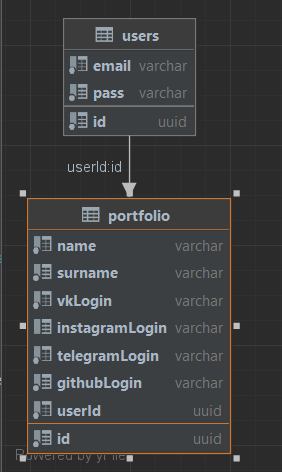 users
email varchar
pass varchar
id uuid
userId:id
portfolio
name varchar
surname varchar
vkLogin varchar
instagramLogin varchar
telegramLogin varchar
githubLogin varchar
userId uuid
id uuid
Powered by yFiles